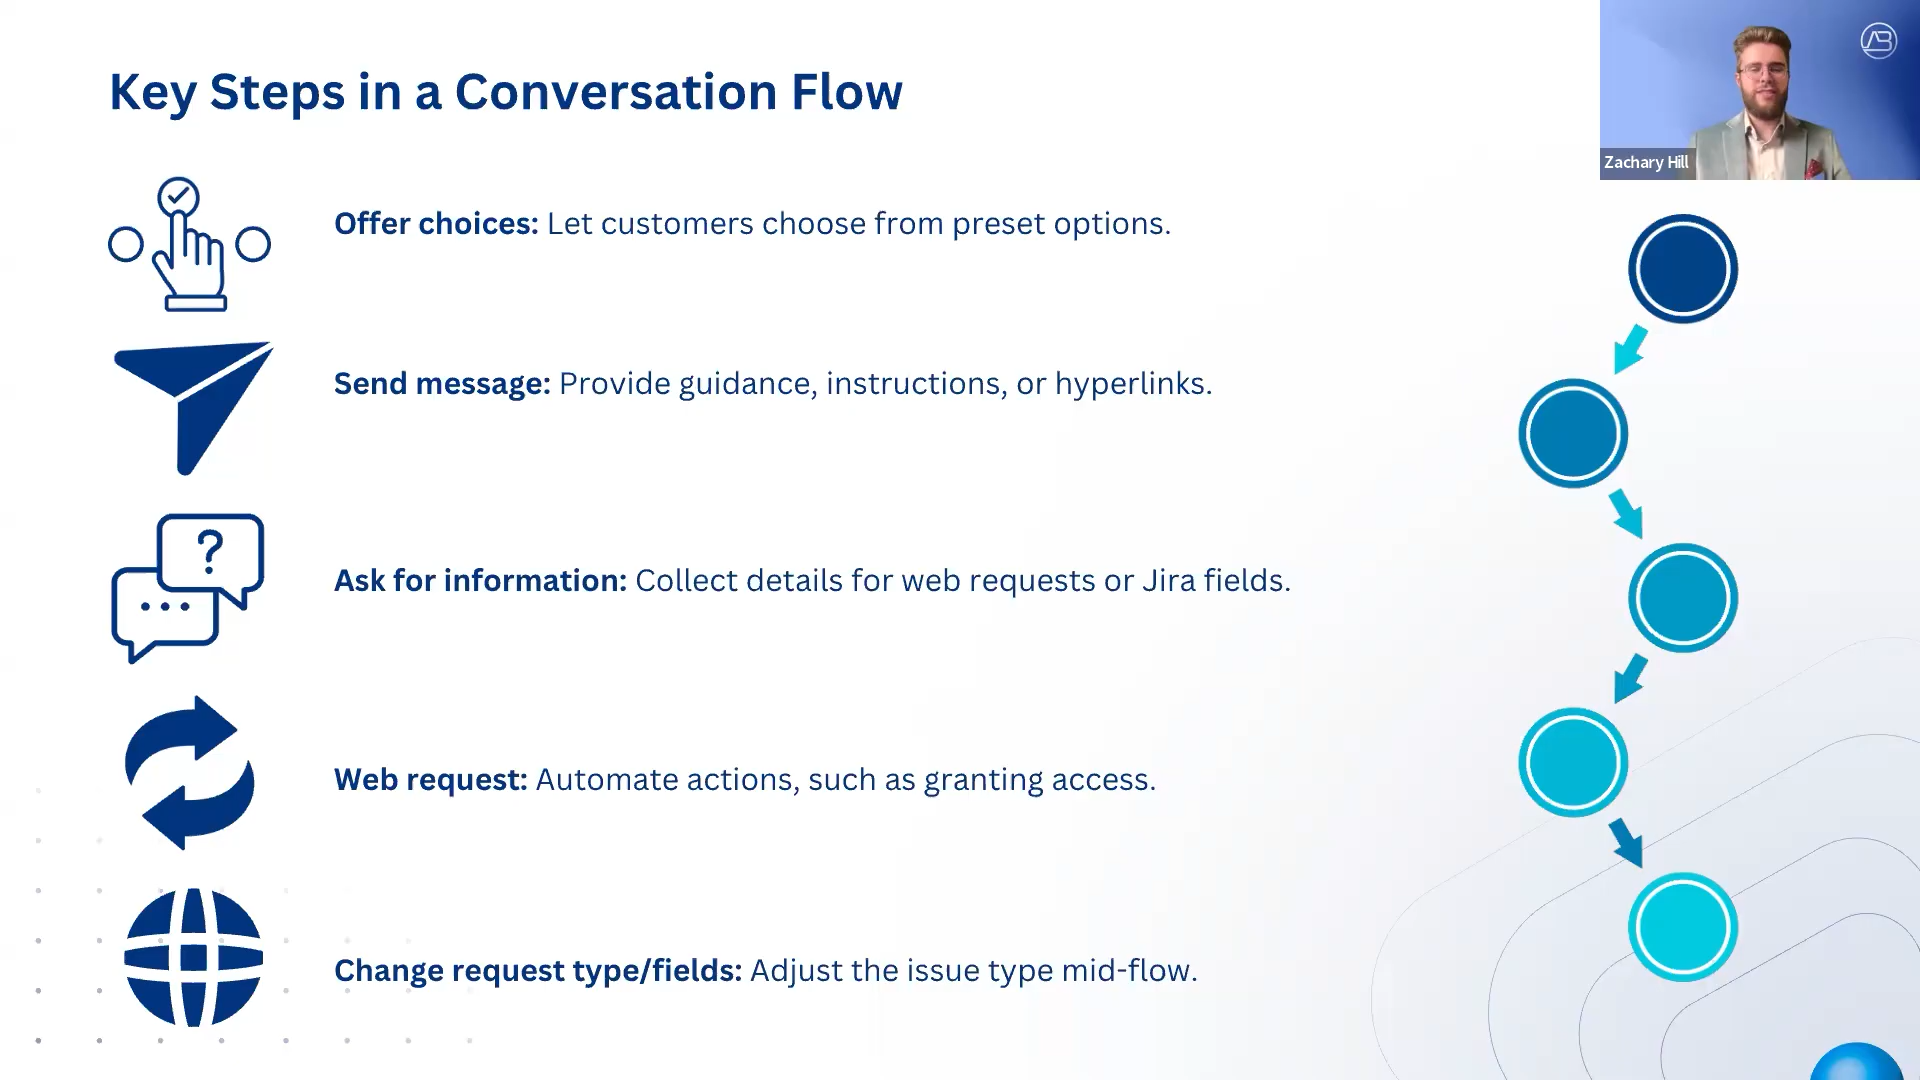 Key Steps in a Conversation Flow
Zachary Hill
Offer choices: Let customers choose from preset options.
Send message: Provide guidance, instructions, or hyperlinks.
?
Ask for information: Collect details for web requests or Jira fields.
Web request: Automate actions, such as granting access.
Change request type/fields: Adjust the issue type mid-flow.